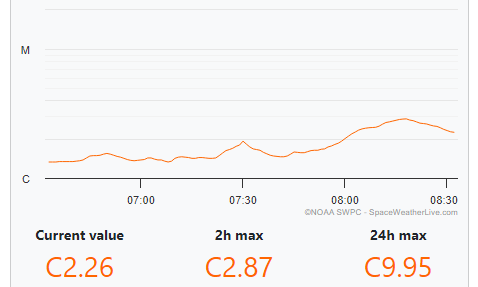 M
C
07:00 07:30 08:00 08:30
©NOAA SWPC - SpaceWeatherLive.com
Current value 2h max 24h max
C2.26 C2.87 C9.95